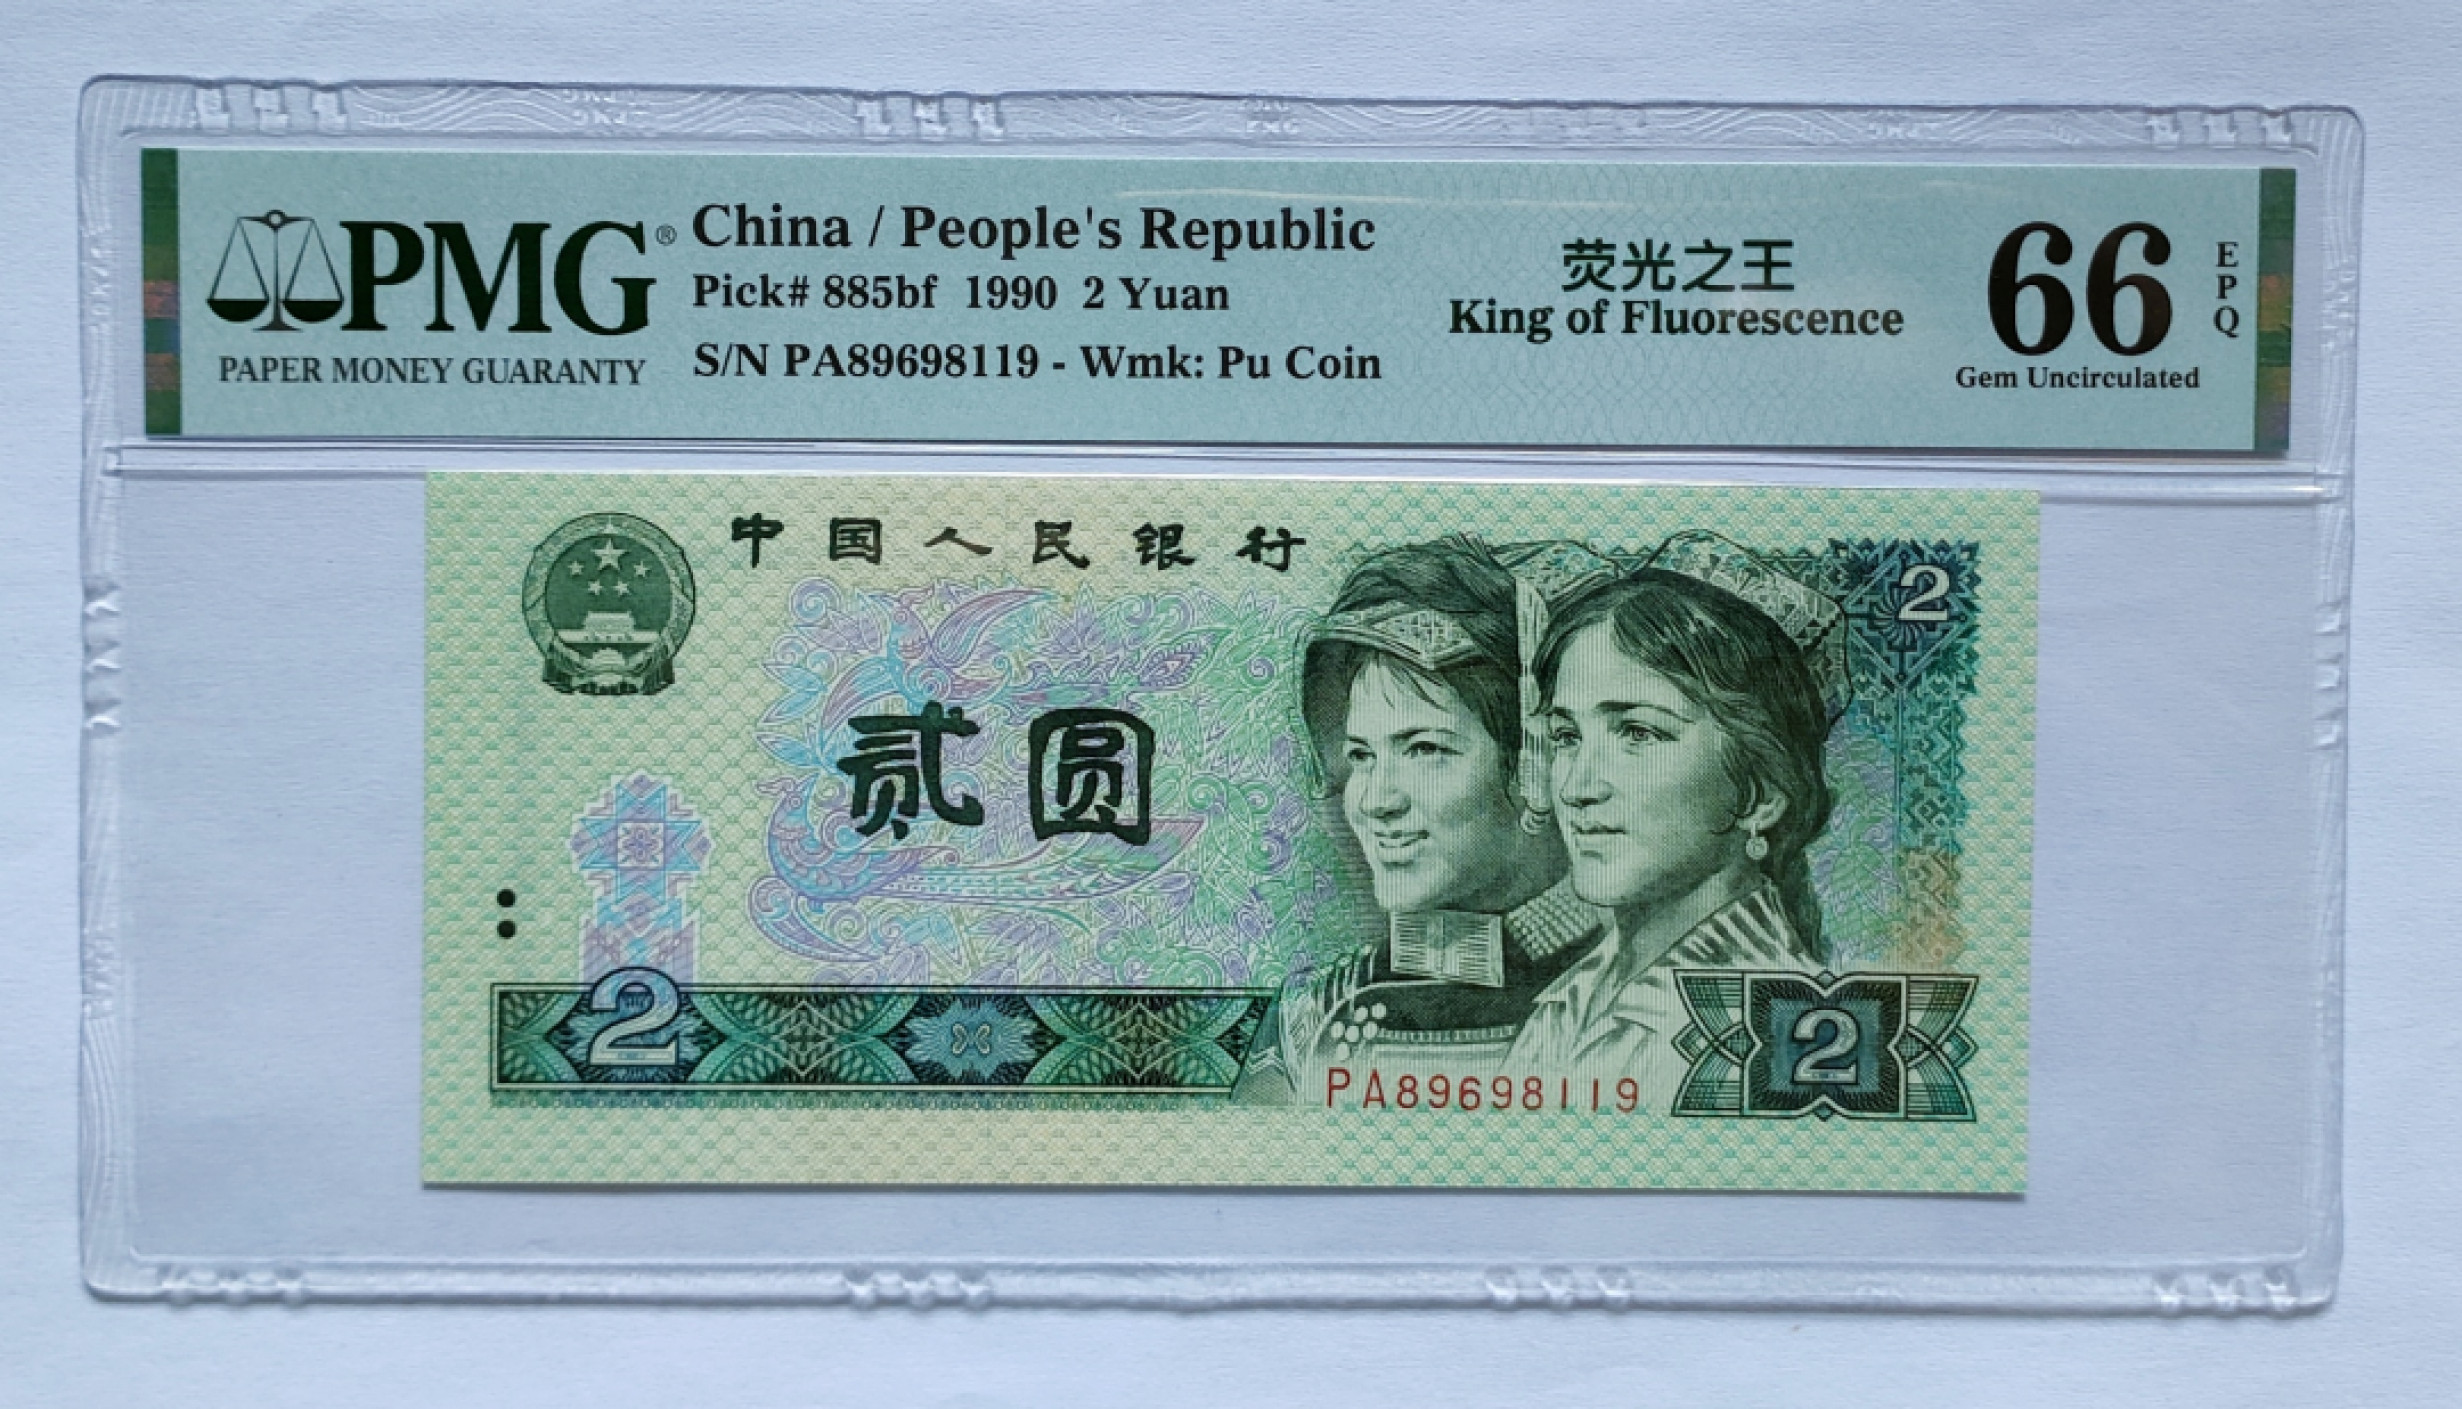 PMG®
PAPER MONEY GUARANTY
China / People's Republic
Pick# 885bf 1990 2 Yuan
S/N PA89698119 - Wmk: Pu Coin
荧光之王
King of Fluorescence
66
EPQ
Gem Uncirculated
中国人民银行
2
贰圆
2
2
PA89698119